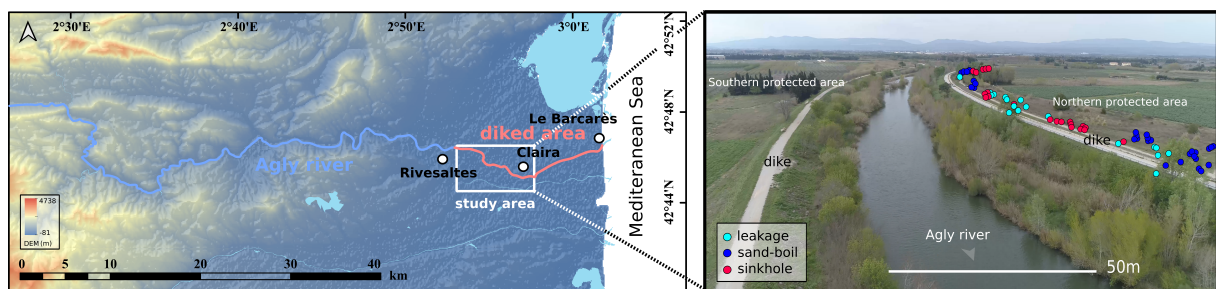 2°30'E
2°40'E
2°50'E
3°0'E
42°52'N
42°48'N
42°44'N
Le Barcarès
diked area
Claira
Rivesaltes
Agly river
study area
Mediterranean Sea
4738
-81
DEM (m)
0 5 10 20 30 40
km
Southern protected area
Northern protected area
dike
dike
Agly river
50m
leakage
sand-boil
sinkhole